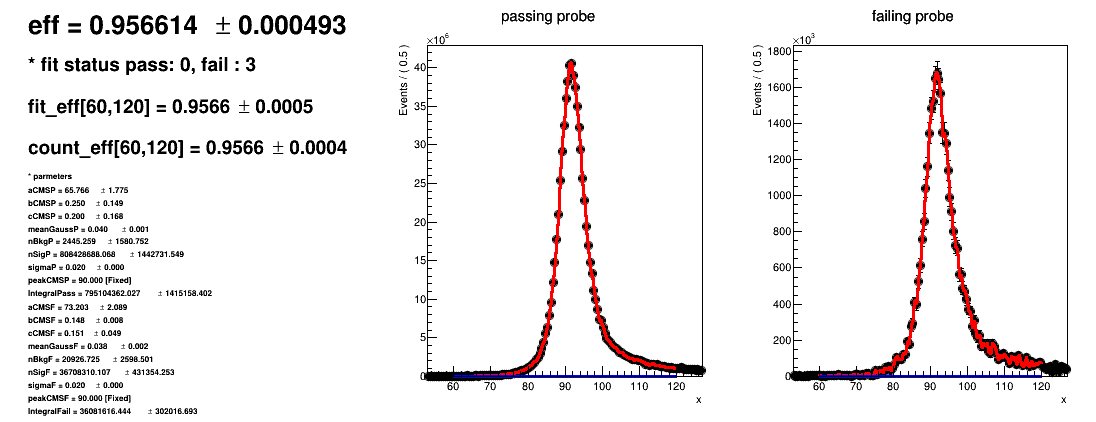 eff = 0.956614 ± 0.000493
* fit status pass: 0, fail : 3
fit_eff[60,120] = 0.9566 ± 0.0005
count_eff[60,120] = 0.9566 ± 0.0004
* parmeters
aCMSP = 65.766 ± 1.775
bCMSP = 0.250 ± 0.149
cCMSP = 0.200 ± 0.168
meanGaussP = 0.040 ± 0.001
nBkgP = 2445.259 ± 1580.752
nSigP = 808428688.068 ± 1442731.549
sigmaP = 0.020 ± 0.000
peakCMSP = 90.000 [Fixed]
IntegralPass = 795104362.027 ± 1415158.402
aCMSF = 73.203 ± 2.089
bCMSF = 0.148 ± 0.008
cCMSF = 0.151 ± 0.049
meanGaussF = 0.038 ± 0.002
nBkgF = 20926.725 ± 2598.501
nSigF = 36708310.107 ± 431354.253
sigmaF = 0.020 ± 0.000
peakCMSF = 90.000 [Fixed]
IntegralFail = 36081616.444 ± 302016.693
passing probe
×10⁶
Events / ( 0.5 )
40
35
30
25
20
15
10
5
0
60 70 80 90 100 110 120
x
failing probe
×10³
Events / ( 0.5 )
1800
1600
1400
1200
1000
800
600
400
200
0
60 70 80 90 100 110 120
x